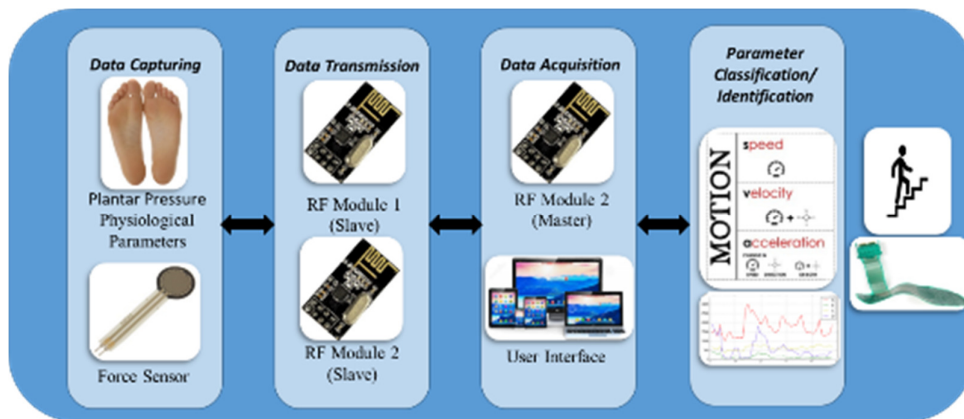 Data Capturing
Plantar Pressure
Physiological
Parameters
Force Sensor
Data Transmission
RF Module 1
(Slave)
RF Module 2
(Slave)
Data Acquisition
RF Module 2
(Master)
User Interface
Parameter
Classification/
Identification
MOTION
speed
velocity
acceleration